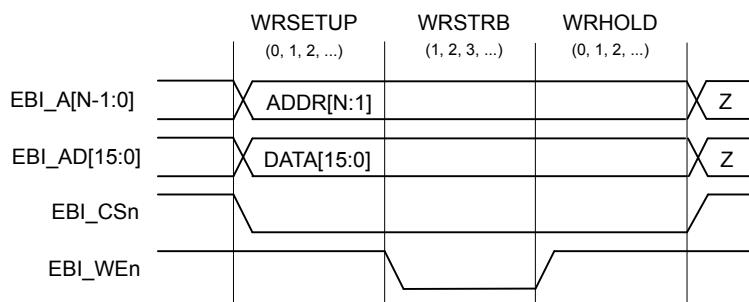 WRSETUP WRSTRB WRHOLD
(0, 1, 2, ...) (1, 2, 3, ...) (0, 1, 2, ...)
EBI_A[N-1:0] ADDR[N:1] Z
EBI_AD[15:0] DATA[15:0] Z
EBI_CSn
EBI_WEn